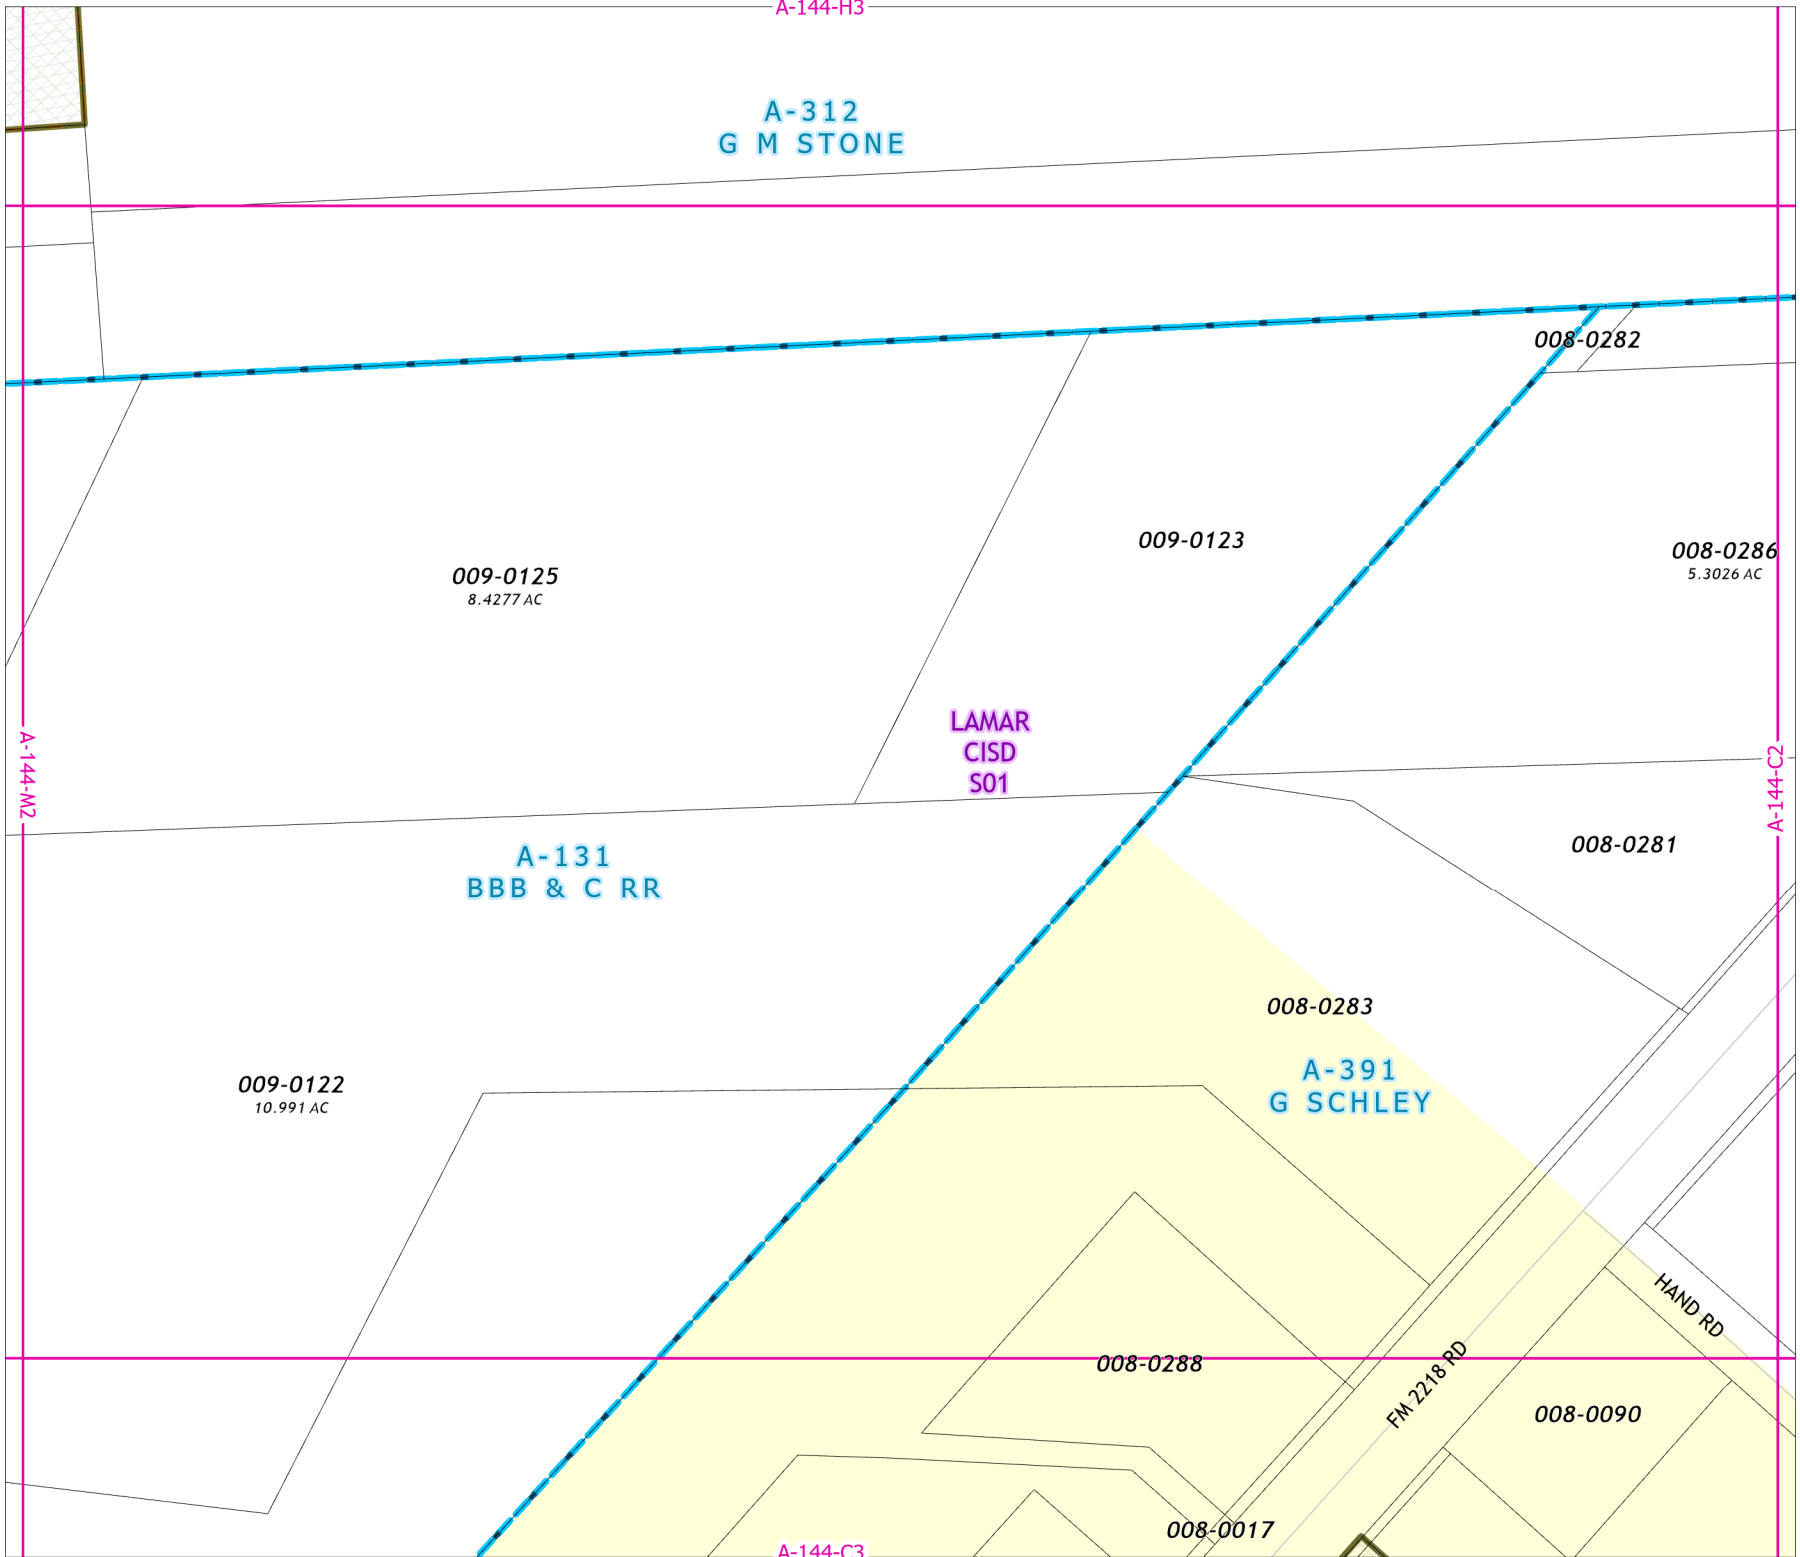 A-144-H3
A-312
G M STONE
008-0282
009-0123
008-0286
5.3026 AC
009-0125
8.4277 AC
LAMAR
CISD
S01
A-144-M2
A-144-C2
008-0281
A-131
BBB & C RR
008-0283
A-391
G SCHLEY
009-0122
10.991 AC
HAND RD
FM 2218 RD
008-0288
008-0090
008-0017
A-144-C3